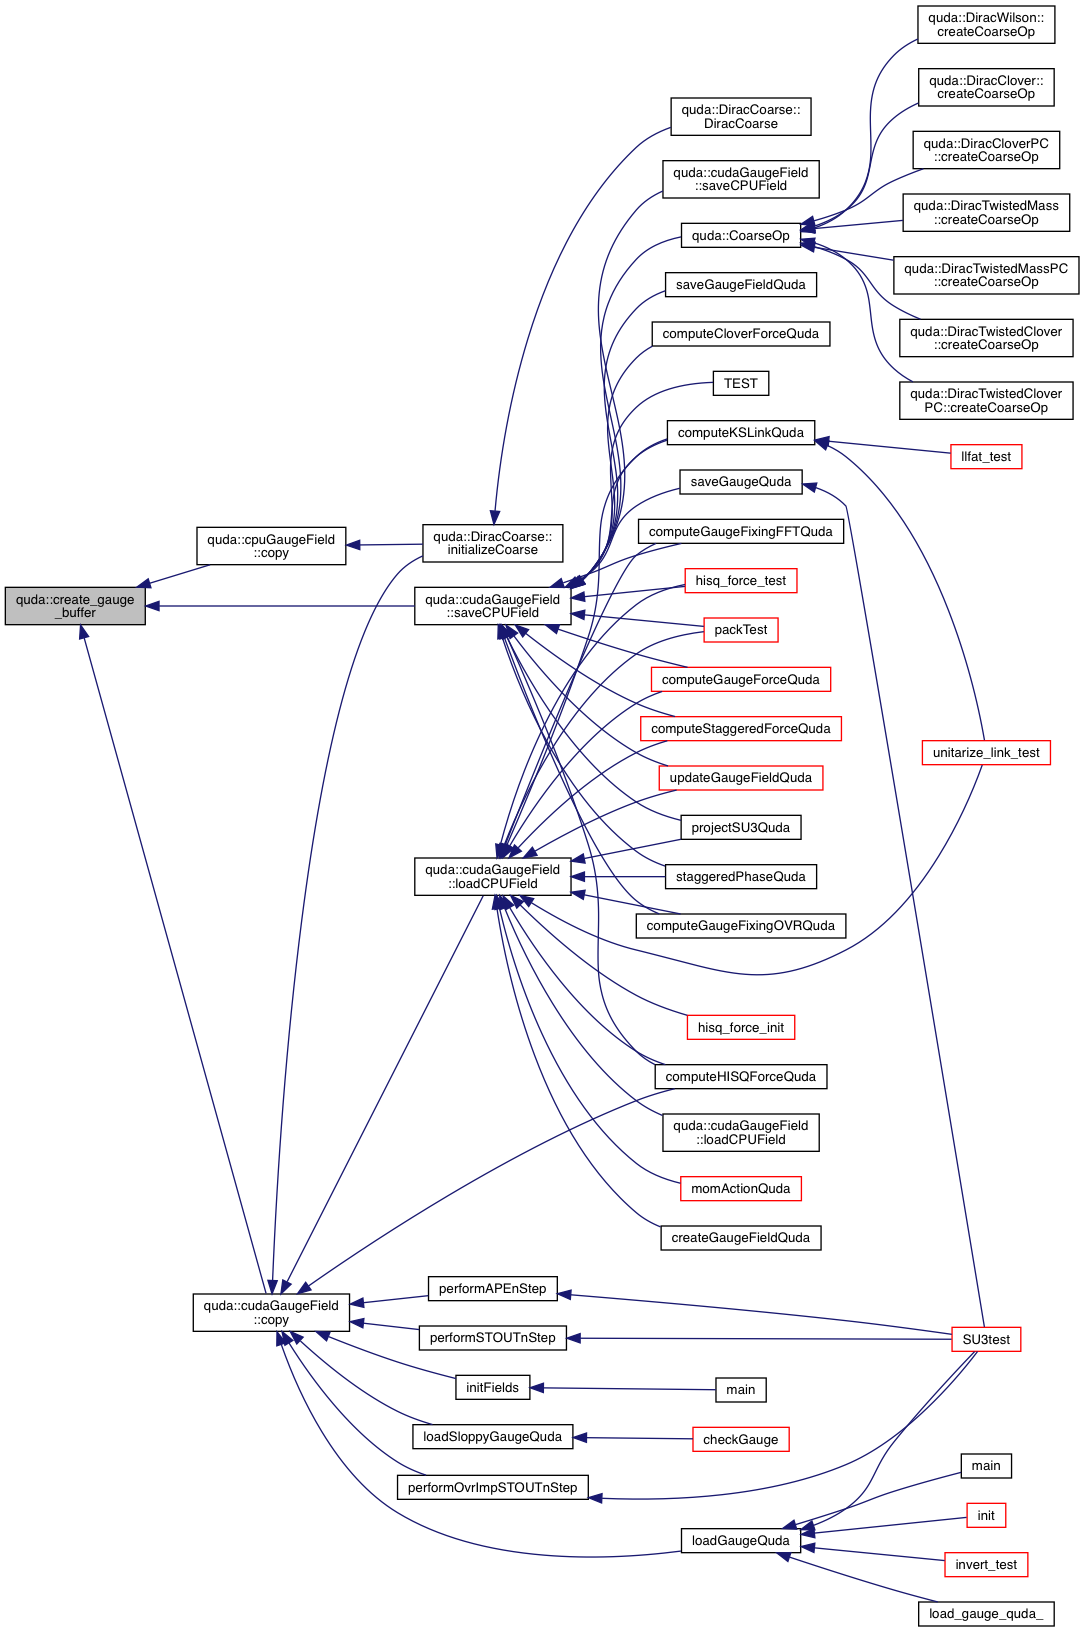 quda::DiracWilson::
createCoarseOp
quda::DiracClover::
createCoarseOp
quda::DiracCoarse::
DiracCoarse
quda::DiracCloverPC
::createCoarseOp
quda::cudaGaugeField
::saveCPUField
quda::DiracTwistedMass
::createCoarseOp
quda::CoarseOp
quda::DiracTwistedMassPC
::createCoarseOp
saveGaugeFieldQuda
quda::DiracTwistedClover
::createCoarseOp
computeCloverForceQuda
TEST
quda::DiracTwistedClover
PC::createCoarseOp
computeKSLinkQuda
llfat_test
saveGaugeQuda
computeGaugeFixingFFTQuda
quda::cpuGaugeField
::copy
quda::DiracCoarse::
initializeCoarse
hisq_force_test
quda::create_gauge
_buffer
quda::cudaGaugeField
::saveCPUField
packTest
computeGaugeForceQuda
computeStaggeredForceQuda
unitarize_link_test
updateGaugeFieldQuda
projectSU3Quda
quda::cudaGaugeField
::loadCPUField
staggeredPhaseQuda
computeGaugeFixingOVRQuda
hisq_force_init
computeHISQForceQuda
quda::cudaGaugeField
::loadCPUField
momActionQuda
createGaugeFieldQuda
performAPEnStep
quda::cudaGaugeField
::copy
performSTOUTnStep
SU3test
initFields
main
loadSloppyGaugeQuda
checkGauge
main
performOvrImpSTOUTnStep
init
loadGaugeQuda
invert_test
load_gauge_quda_